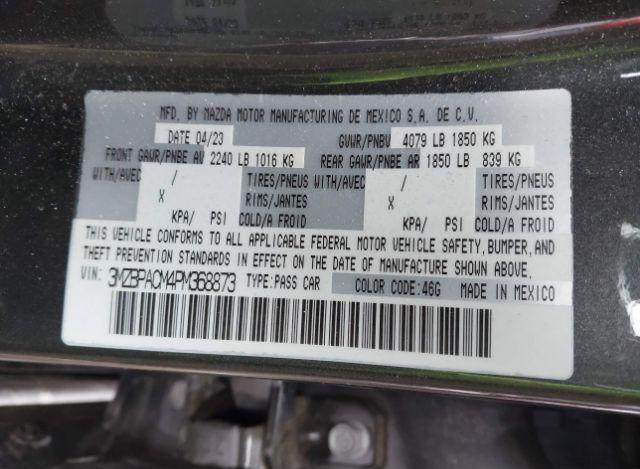 MFD. BY MAZDA MOTOR MANUFACTURING DE MEXICO S.A. DE C.V.
DATE 04/23 GVWR/PNBV 4079 LB 1850 KG
FRONT GAWR/PNBE AV 2240 LB 1016 KG REAR GAWR/PNBE AR 1850 LB 839 KG
WITH/AVEC / TIRES/PNEUS WITH/AVEC / TIRES/PNEUS
X RIMS/JANTES X RIMS/JANTES
KPA/ PSI COLD/A FROID KPA/ PSI COLD/A FROID
THIS VEHICLE CONFORMS TO ALL APPLICABLE FEDERAL MOTOR VEHICLE SAFETY, BUMPER, AND
THEFT PREVENTION STANDARDS IN EFFECT ON THE DATE OF MANUFACTURE SHOWN ABOVE.
VIN: 3MZBPACM4PM368873 TYPE:PASS CAR COLOR CODE:46G MADE IN MEXICO